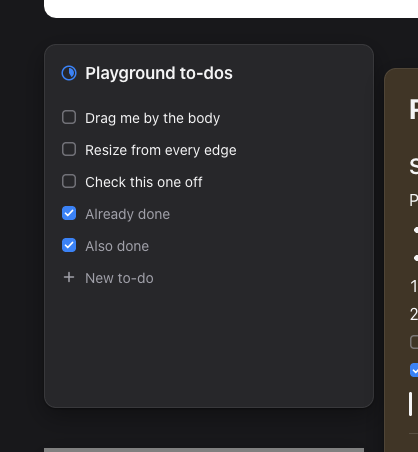 Playground to-dos
Drag me by the body
Resize from every edge
Check this one off
Already done
Also done
New to-do
1
2